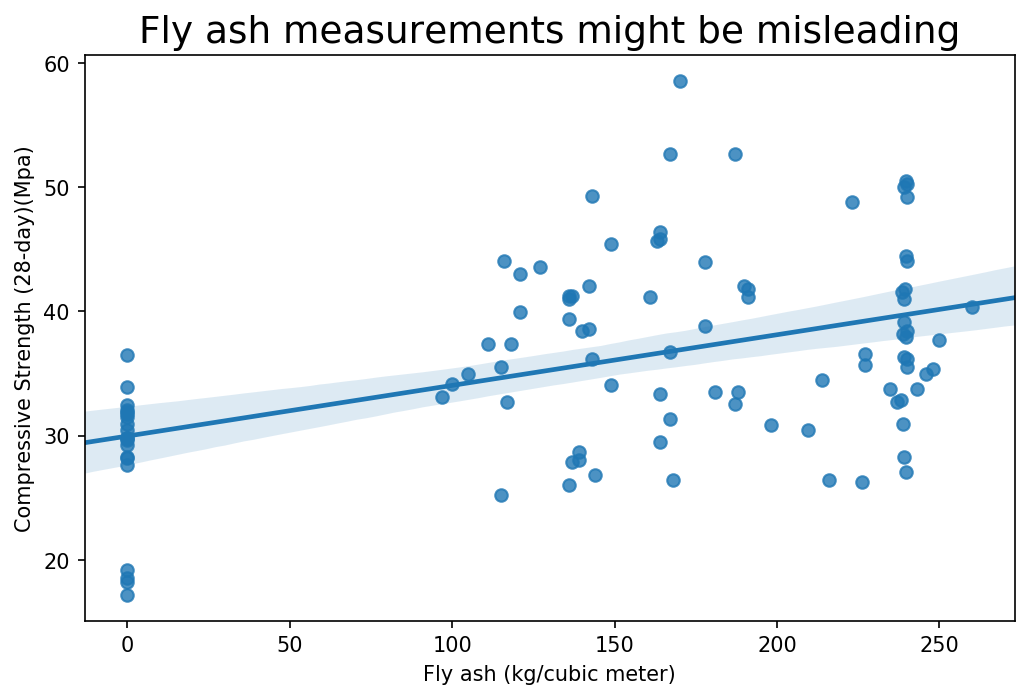 Fly ash measurements might be misleading
60
50
40
30
20
Compressive Strength (28-day)(Mpa)
0 50 100 150 200 250
Fly ash (kg/cubic meter)